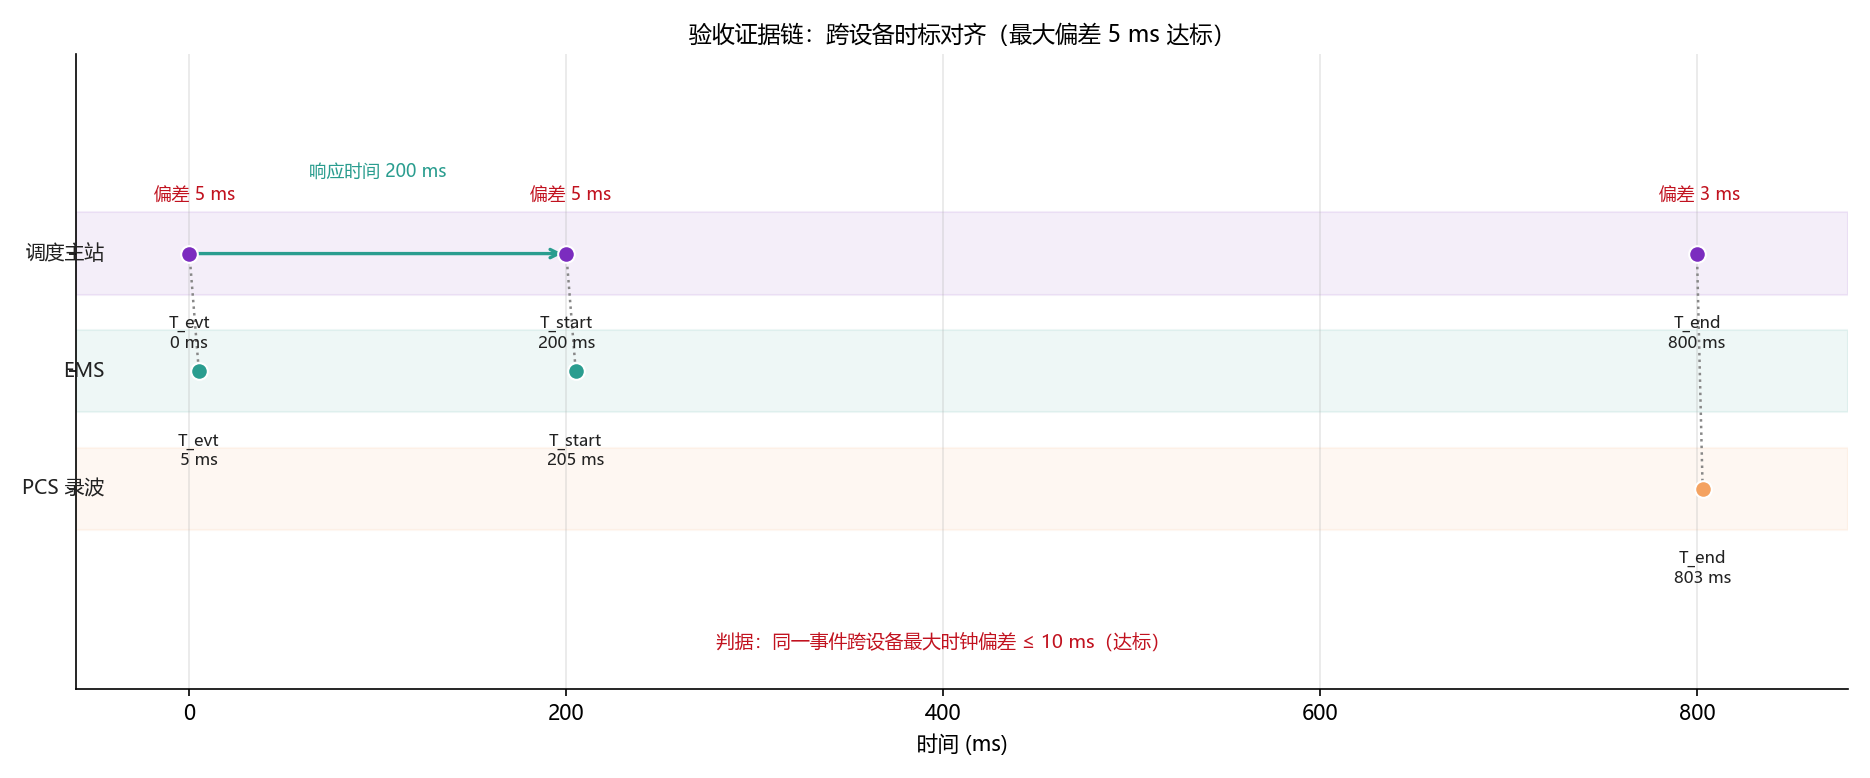 验收证据链：跨设备时标对齐（最大偏差 5 ms 达标）
响应时间 200 ms
偏差 5 ms
偏差 5 ms
偏差 3 ms
调度主站
T_evt
0 ms
T_start
200 ms
T_end
800 ms
EMS
T_evt
5 ms
T_start
205 ms
PCS 录波
T_end
803 ms
判据：同一事件跨设备最大时钟偏差 ≤ 10 ms（达标）
0
200
400
600
800
时间 (ms)